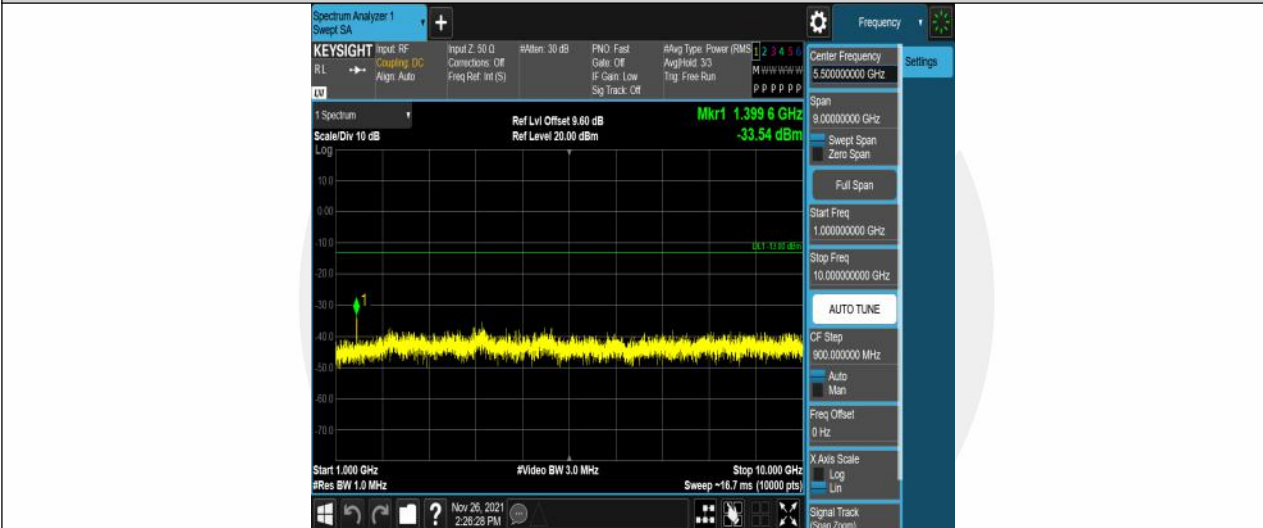 Spectrum Analyzer 1
Swept SA
+
Frequency
KEYSIGHT
RL
LV
Input: RF
Coupling: DC
Align: Auto
Input Z: 50 Ω
Corrections: Off
Freq Ref: Int (S)
#Atten: 30 dB
PNO: Fast
Gate: Off
IF Gain: Low
Sig Track: Off
#Avg Type: Power (RMS
Avg|Hold: 3/3
Trig: Free Run
1 2 3 4 5 6
M W W W W W
P P P P P P
1 Spectrum
Scale/Div 10 dB
Log
Ref Lvl Offset 9.60 dB
Ref Level 20.00 dBm
Mkr1 1.399 6 GHz
-33.54 dBm
10.0
0.00
-10.0
-20.0
-30.0
-40.0
-50.0
-60.0
-70.0
DL1 -13.00 dBm
1
Start 1.000 GHz
#Res BW 1.0 MHz
#Video BW 3.0 MHz
Stop 10.000 GHz
Sweep ~16.7 ms (10000 pts)
Nov 26, 2021
2:26:28 PM
?
Center Frequency
5.500000000 GHz
Span
9.00000000 GHz
Swept Span
Zero Span
Full Span
Start Freq
1.000000000 GHz
Stop Freq
10.000000000 GHz
AUTO TUNE
CF Step
900.000000 MHz
Auto
Man
Freq Offset
0 Hz
X Axis Scale
Log
Lin
Signal Track
(Span Zoom)
Settings